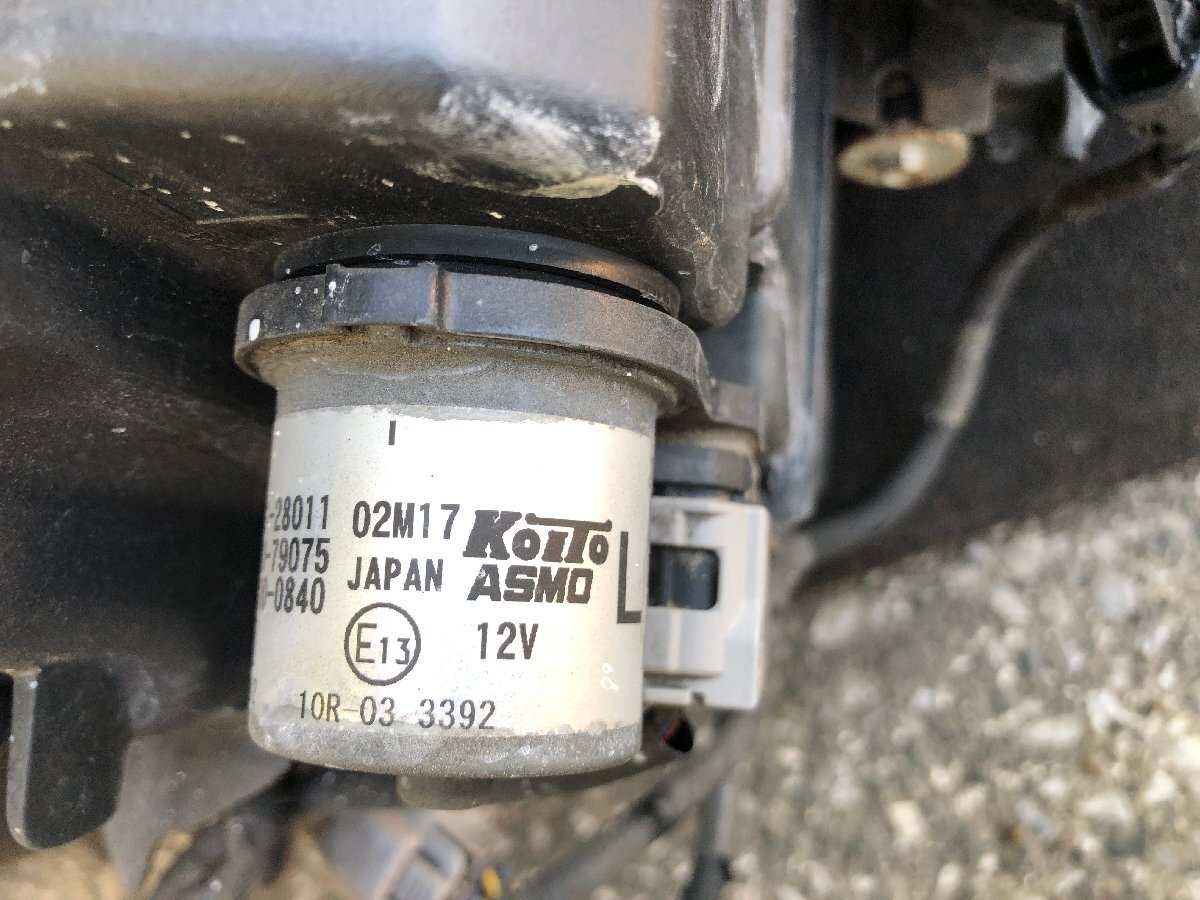 -28011 02M17 KoiTo L
-79075 JAPAN ASMO
-0840
E13 12V
10R-03 3392